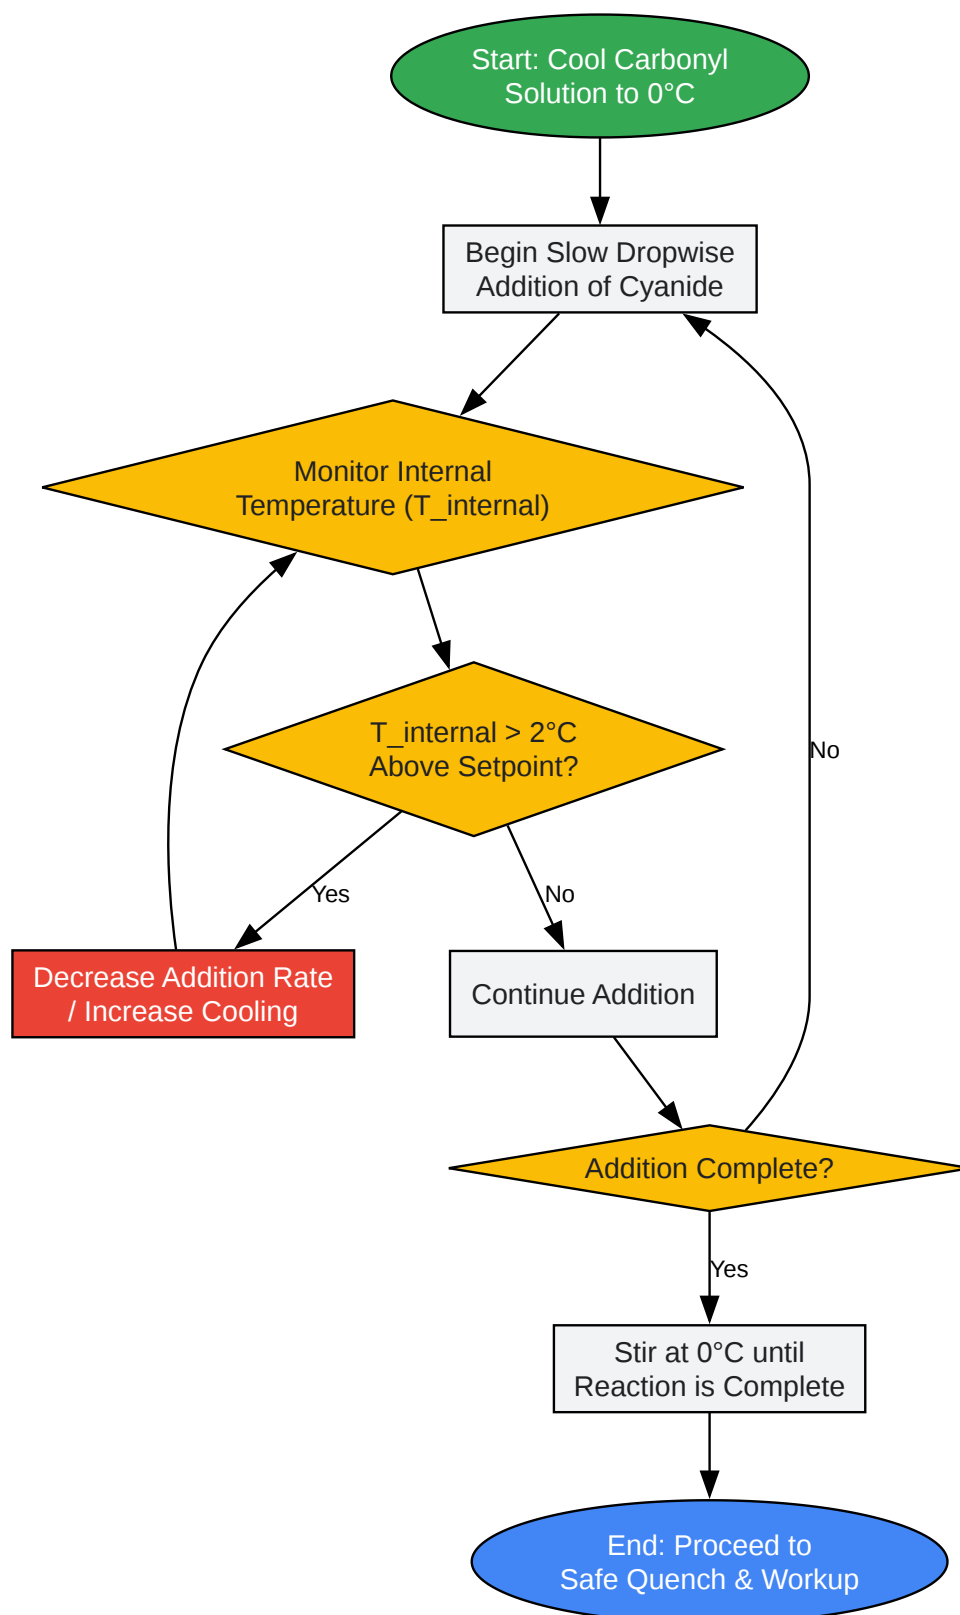 Start: Cool Carbonyl
Solution to 0°C
Begin Slow Dropwise
Addition of Cyanide
Monitor Internal
Temperature (T_internal)
T_internal > 2°C
Above Setpoint?
No
Yes
No
Decrease Addition Rate
/ Increase Cooling
Continue Addition
Addition Complete?
Yes
Stir at 0°C until
Reaction is Complete
End: Proceed to
Safe Quench & Workup